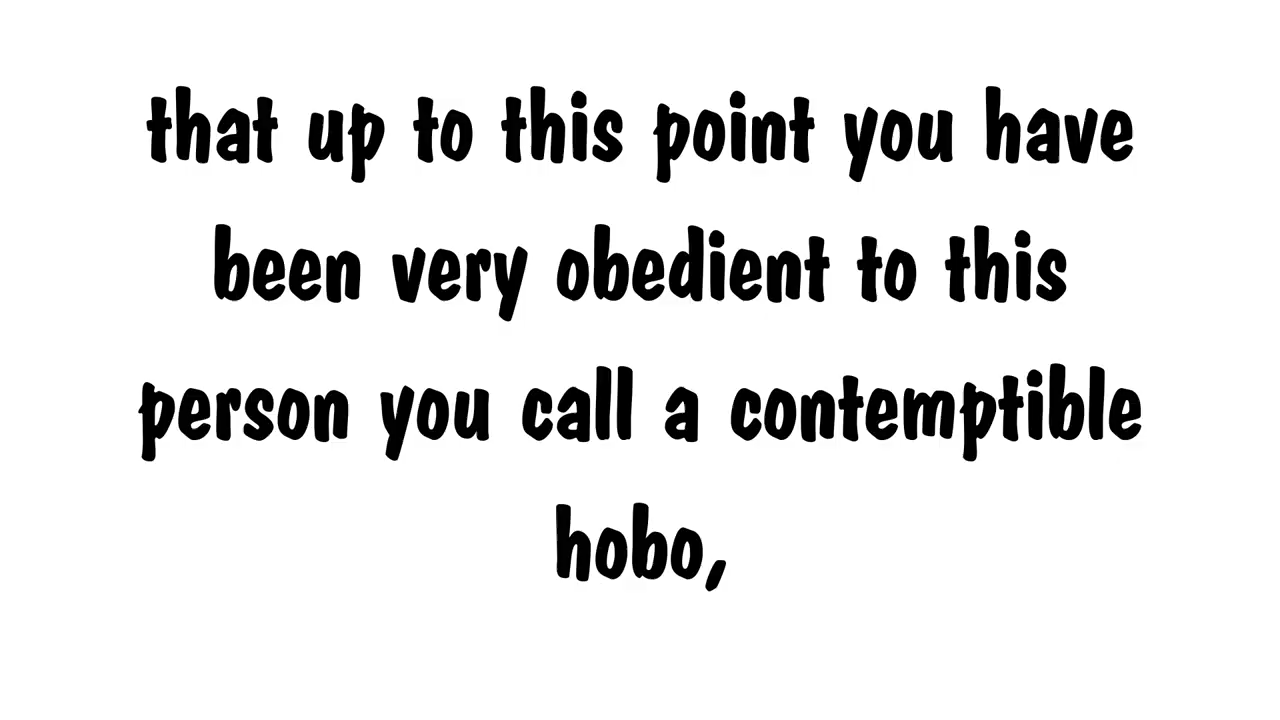 that up to this point you have
been very obedient to this
person you call a contemptible
hobo,